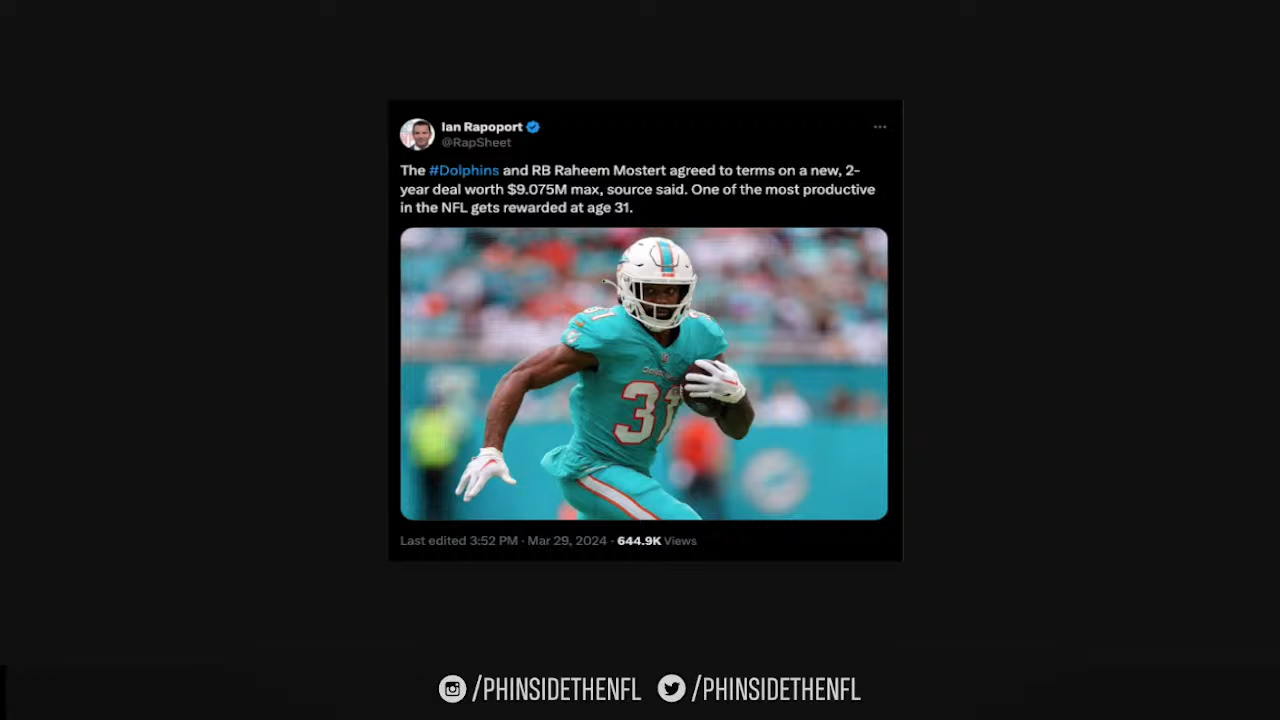 Ian Rapoport
@RapSheet
The #Dolphins and RB Raheem Mostert agreed to terms on a new, 2-
year deal worth $9.075M max, source said. One of the most productive
in the NFL gets rewarded at age 31.
31
31
Last edited 3:52 PM · Mar 29, 2024 · 644.9K Views
/PHINSIDETHENFL /PHINSIDETHENFL